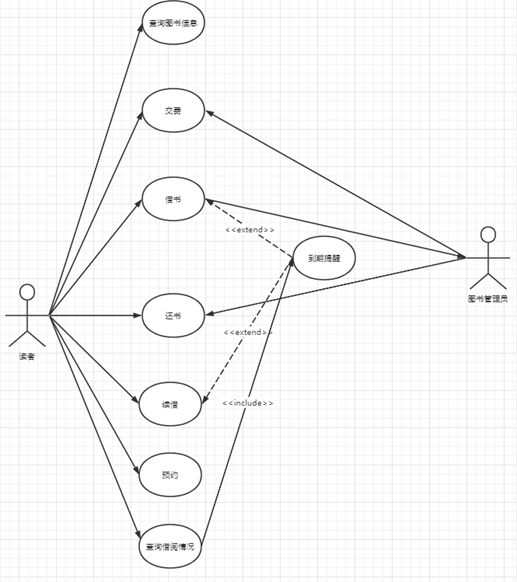 查询图书信息
交费
借书
<<extend>>
到期提醒
图书管理员
还书
<<extend>>
读者
续借
<<include>>
预约
查询借阅情况